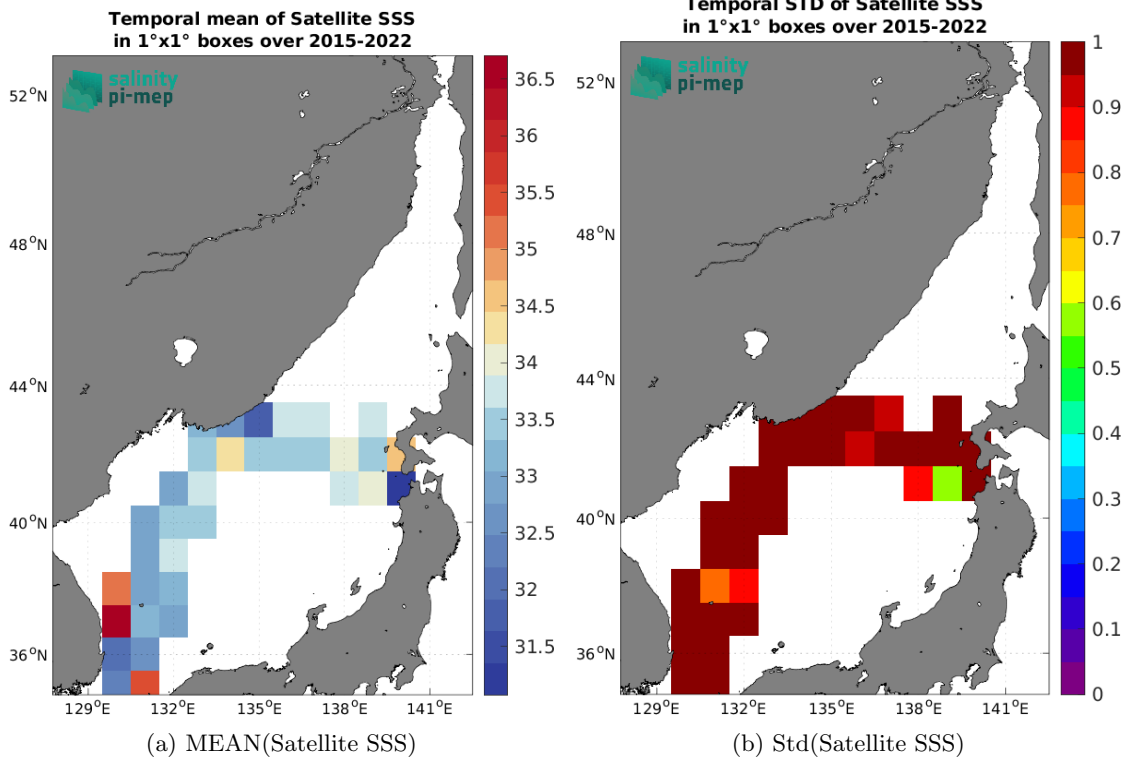 Temporal mean of Satellite SSS
in 1°x1° boxes over 2015-2022
salinity
pi-mep
52°N
48°N
44°N
40°N
36°N
129°E
132°E
135°E
138°E
141°E
36.5
36
35.5
35
34.5
34
33.5
33
32.5
32
31.5
(a) MEAN(Satellite SSS)
Temporal STD of Satellite SSS
in 1°x1° boxes over 2015-2022
salinity
pi-mep
52°N
48°N
44°N
40°N
36°N
129°E
132°E
135°E
138°E
141°E
1
0.9
0.8
0.7
0.6
0.5
0.4
0.3
0.2
0.1
0
(b) Std(Satellite SSS)